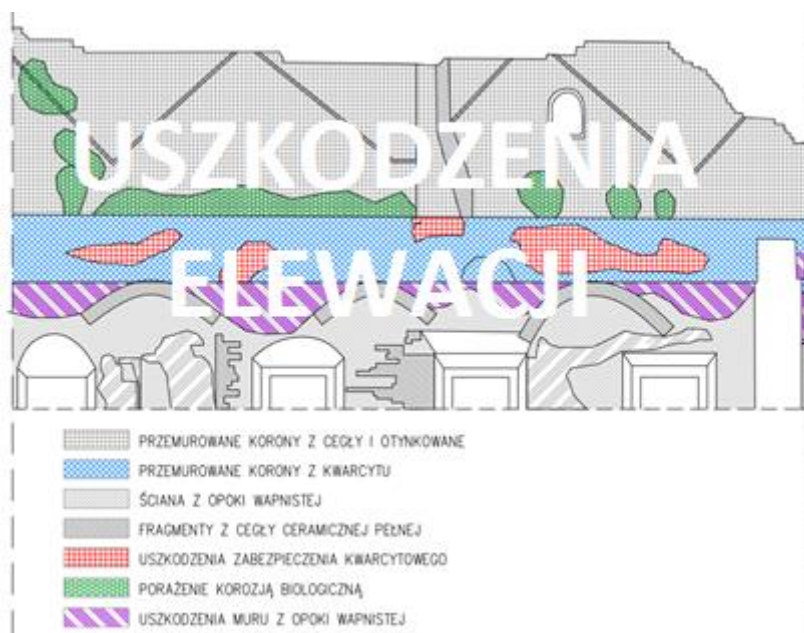 USZKODZENIA
ELEWACJI
PRZEMUROWANE KORONY Z CEGŁY I OTYNKOWANE
PRZEMUROWANE KORONY Z KWARCYTU
ŚCIANA Z OPOKI WAPNISTEJ
FRAGMENTY Z CEGŁY CERAMICZNEJ PEŁNEJ
USZKODZENIA ZABEZPIECZENIA KWARCYTOWEGO
PORAŻENIE KOROZJĄ BIOLOGICZNĄ
USZKODZENIA MURU Z OPOKI WAPNISTEJ